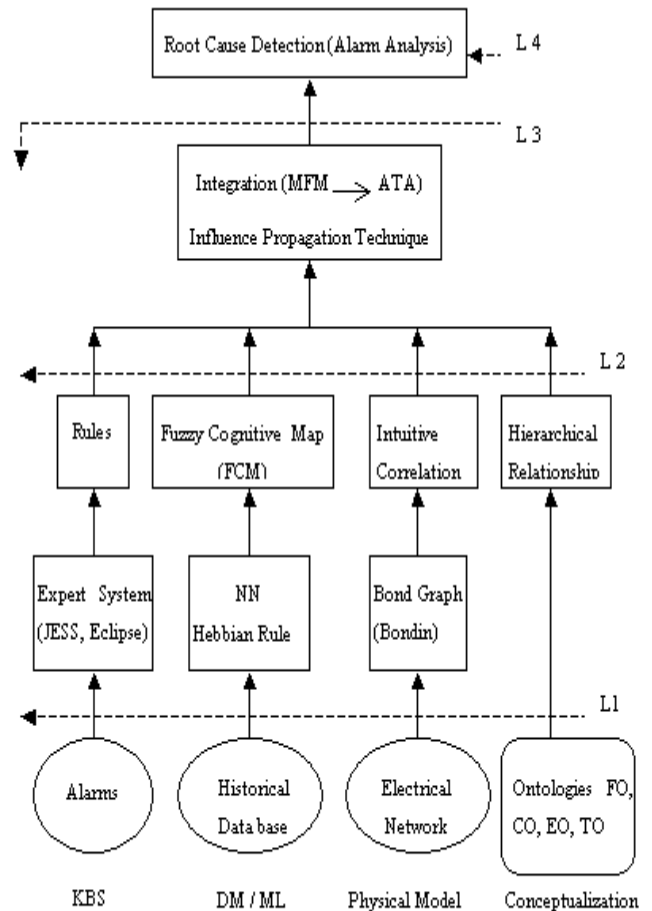 Root Cause Detection (Alarm Analysis)
L 4
L 3
Integration (MFM ATA)
Influence Propagation Technique
L 2
Rules
Fuzzy Cognitive Map
(FCM)
Intuitive
Correlation
Hierarchical
Relationship
Expert System
(JESS, Eclipse)
NN
Hebbian Rule
Bond Graph
(Bondin)
L1
Alarms
Historical
Data base
Electrical
Network
Ontologies FO,
CO, EO, TO
KBS
DM / ML
Physical Model
Conceptualization